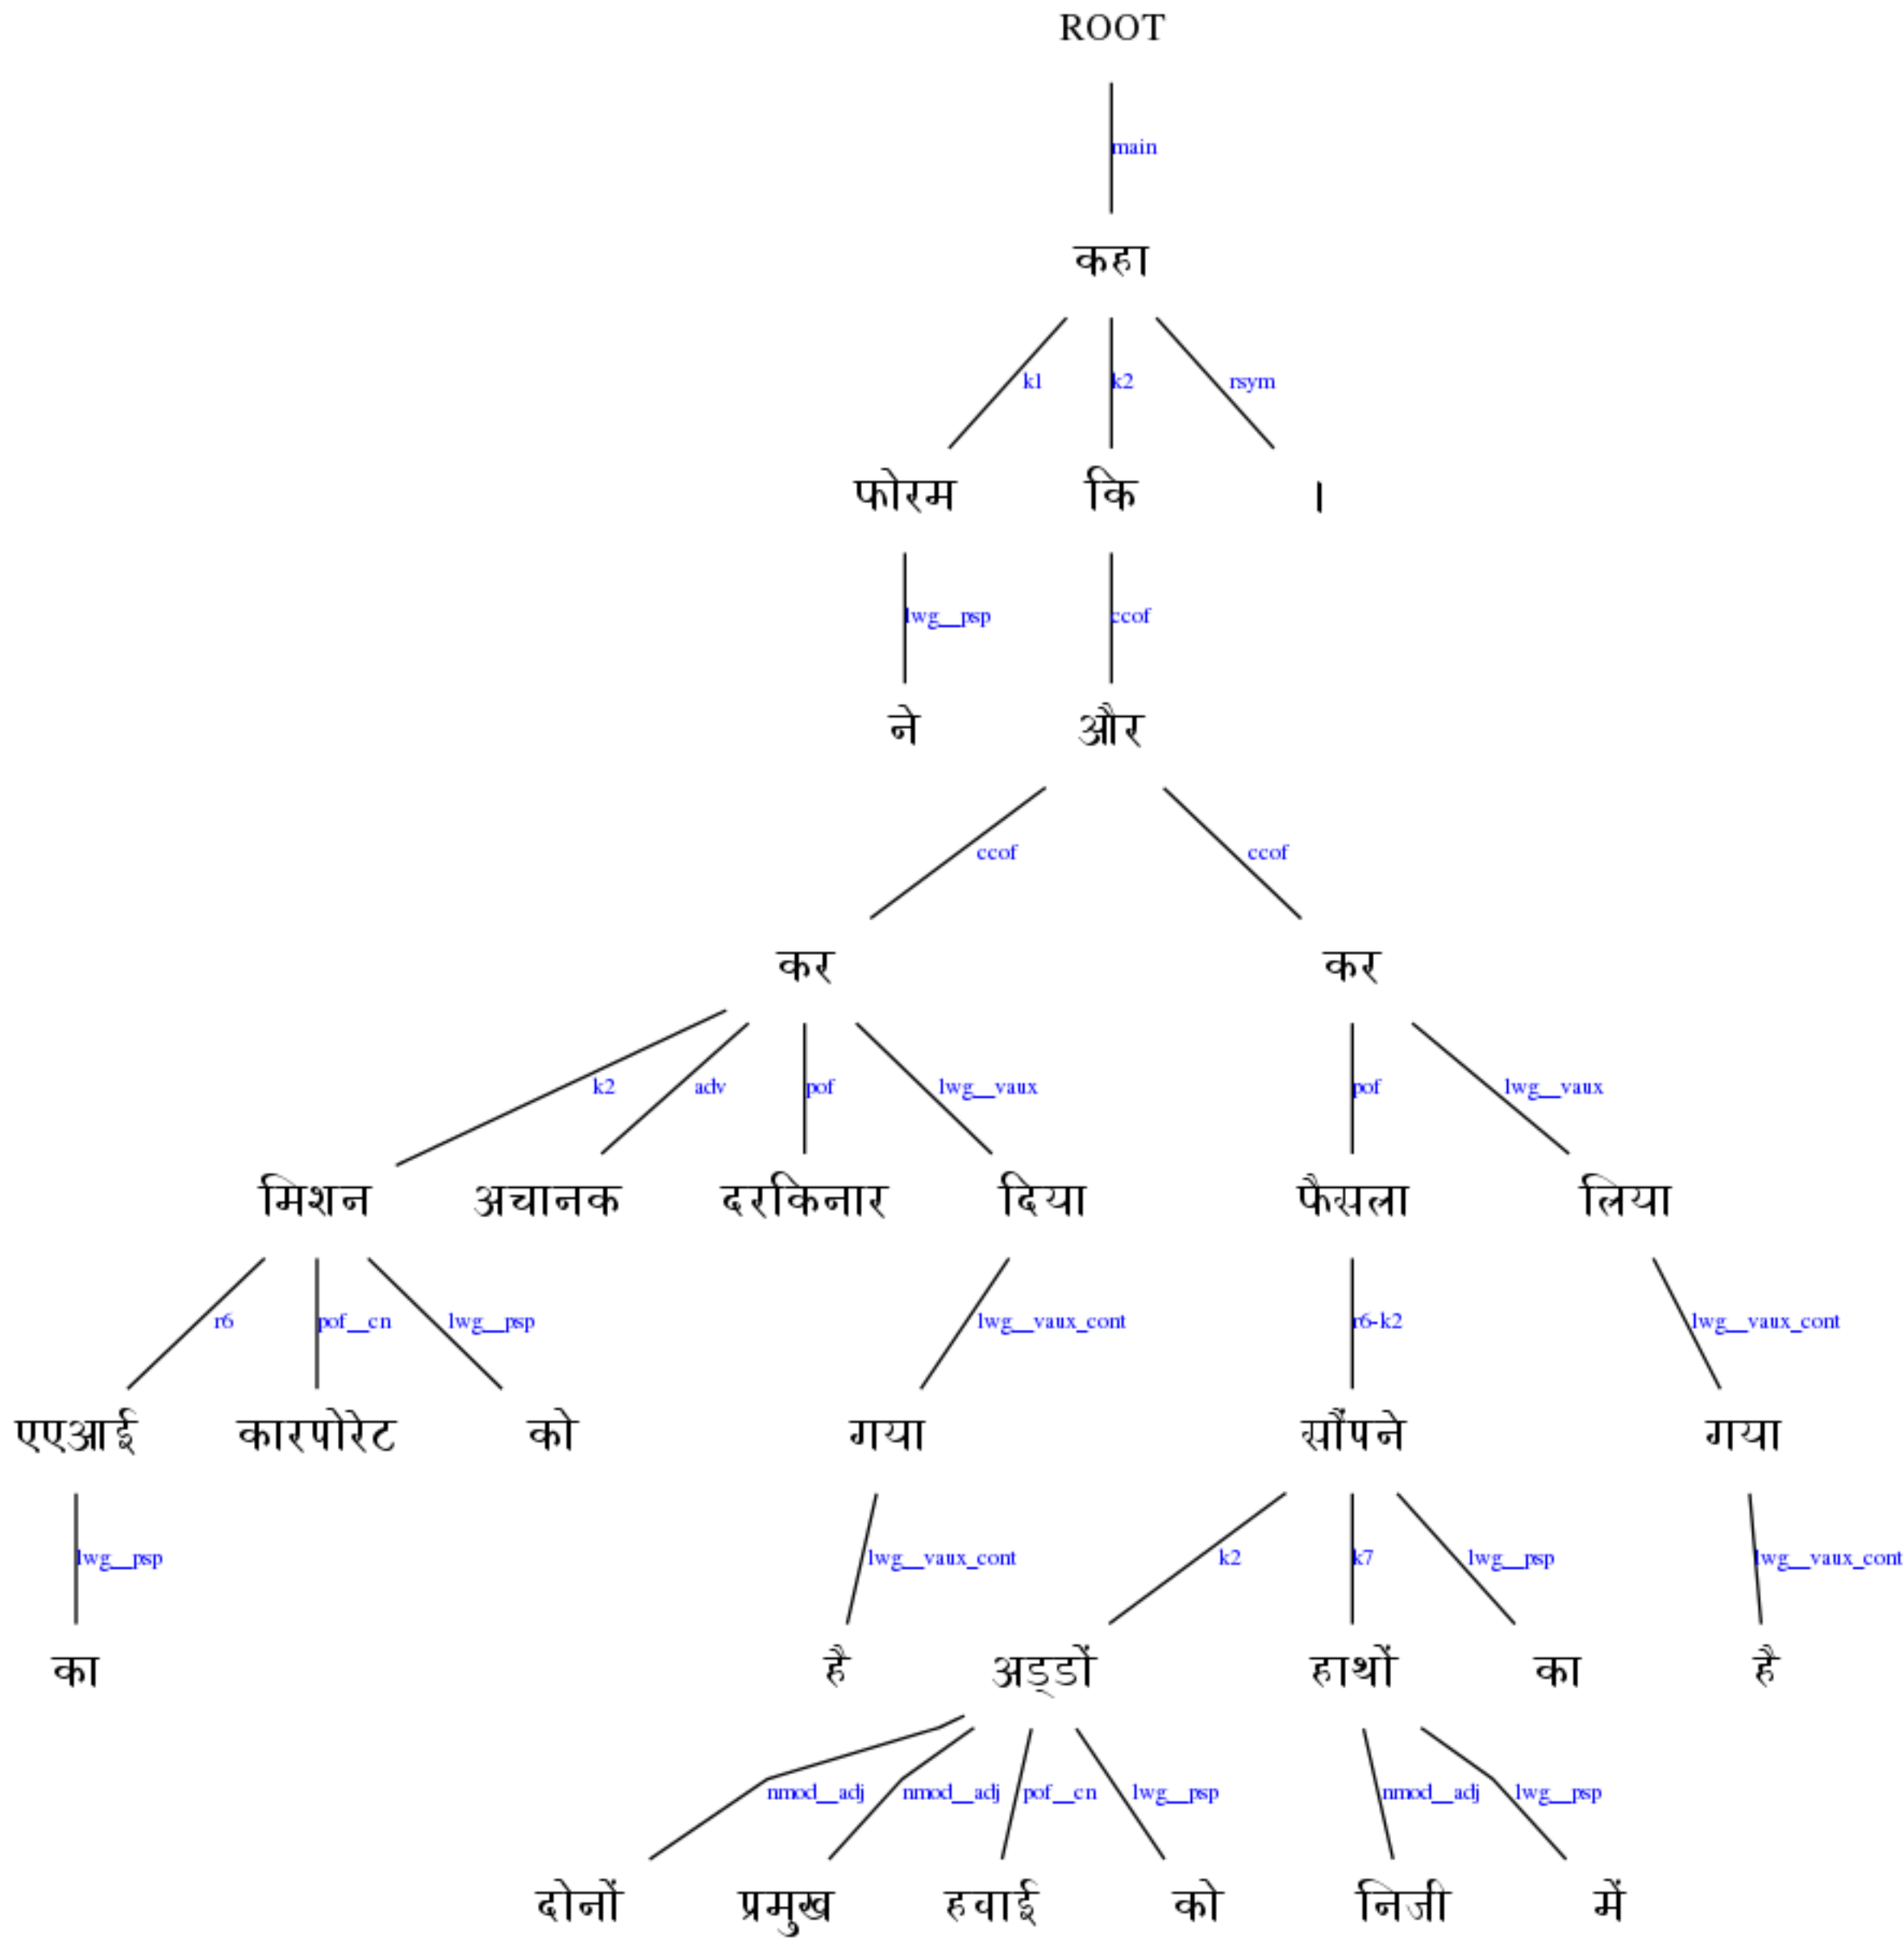 ROOT
main
कहा
k1 k2 rsym
फोरम कि ।
lwg__psp ccof
ने और
ccof ccof
कर कर
k2 adv pof lwg__vaux pof lwg__vaux
मिशन अचानक दरकिनार दिया फैसला लिया
r6 pof__cn lwg__psp lwg__vaux_cont r6-k2 lwg__vaux_cont
एएआई कारपोरेट को गया सौंपने गया
lwg__psp lwg__vaux_cont k2 k7 lwg__psp lwg__vaux_cont
का है अड्डों हाथों का है
nmod__adj nmod__adj pof__cn lwg__psp nmod__adj lwg__psp
दोनों प्रमुख हवाई को निजी में